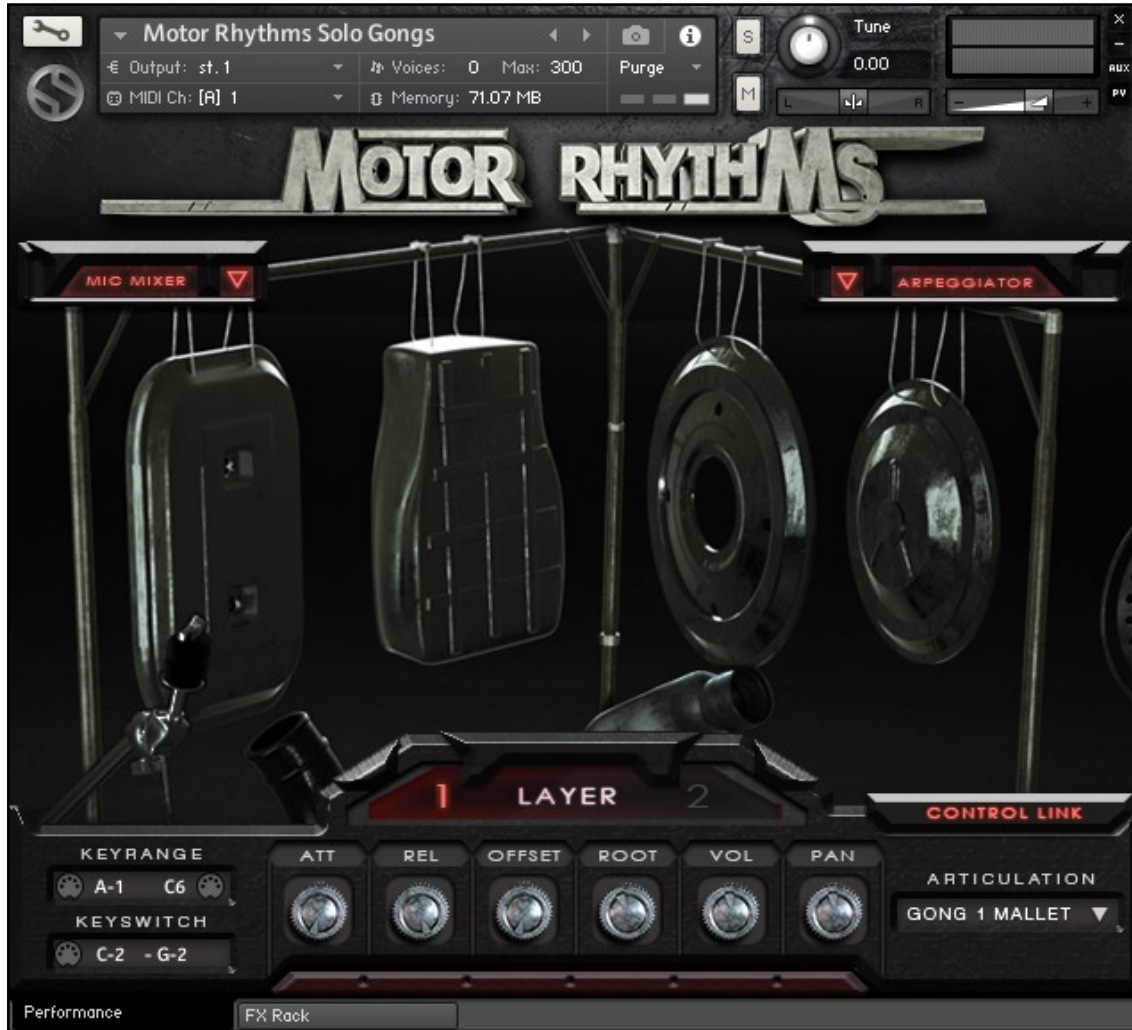 Motor Rhythms Solo Gongs
S
Tune
0.00
Output: st. 1
Voices: 0 Max: 300
Purge
MIDI Ch: [A] 1
Memory: 71.07 MB
M
L R
- +
×
-
AUX
PV
MOTOR RHYTHMS
MIC MIXER
ARPEGGIATOR
1 LAYER 2
CONTROL LINK
KEYRANGE
A-1 C6
KEYSWITCH
C-2 - G-2
ATT
REL
OFFSET
ROOT
VOL
PAN
ARTICULATION
GONG 1 MALLET
Performance
FX Rack